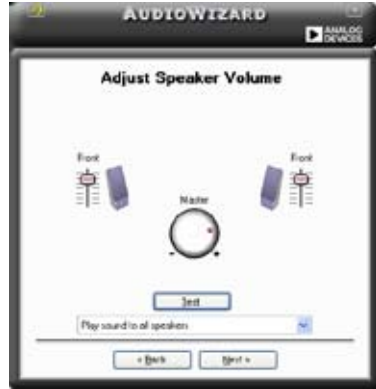 AUDIOWIZARD
ANALOG
DEVICES
Adjust Speaker Volume
Front
Front
Master
- +
Test
Play sound to all speakers
< Back Next >